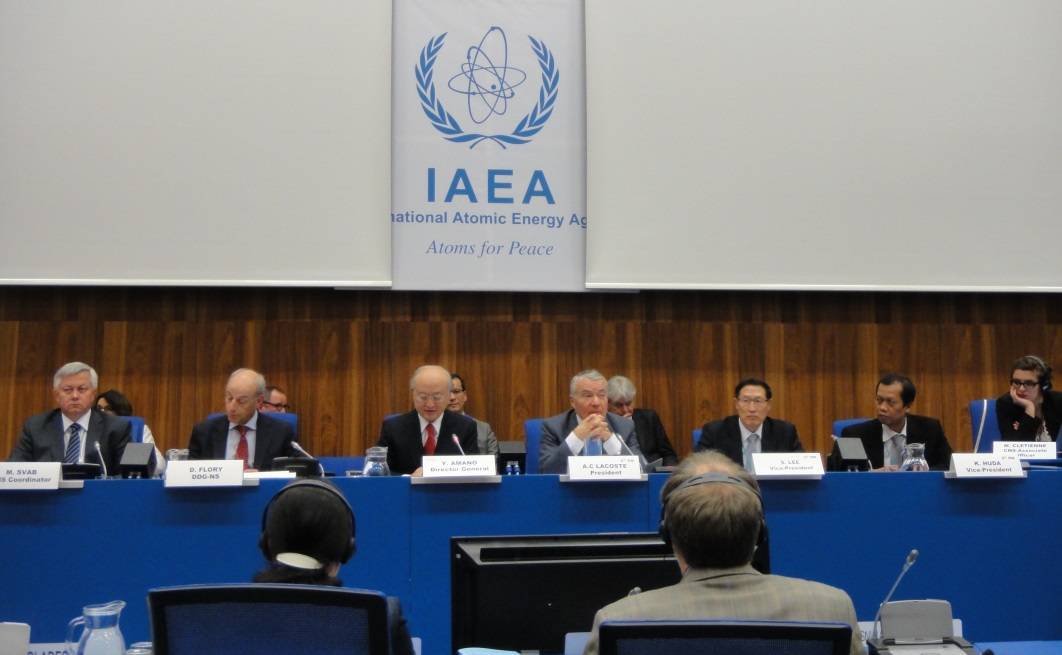 IAEA
national Atomic Energy Ag
Atoms for Peace
M. SVAB
S Coordinator
D. FLORY
DDG-NS
Y. AMANO
Director General
A.C LACOSTE
President
S. LEE
Vice-President
K. HUDA
Vice-President
M. CLETIENNE
CNS Associate
fficer